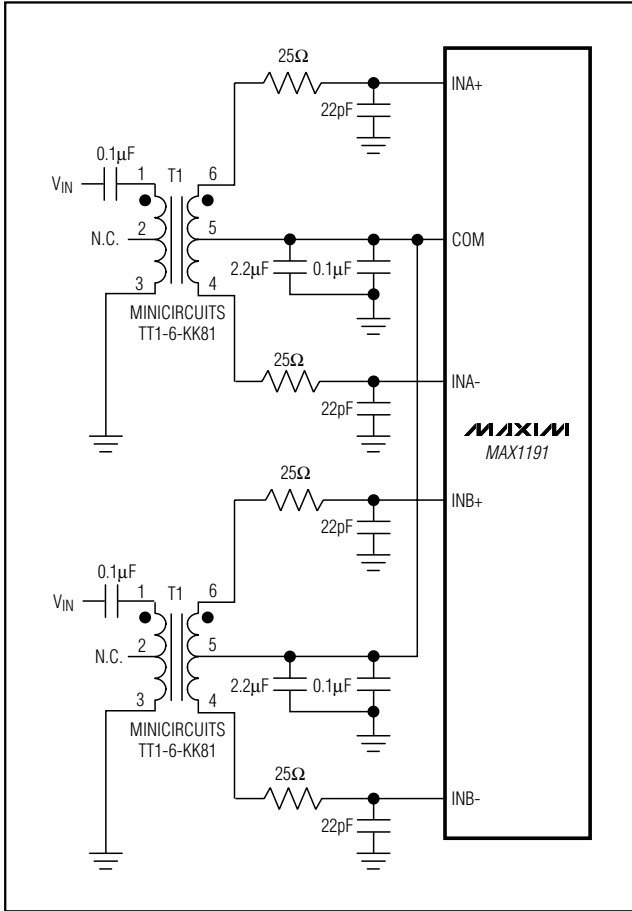 25Ω
INA+
22pF
0.1μF
1
T1
6
VIN
2
5
COM
N.C.
2.2μF
0.1μF
3
4
MINICIRCUITS
TT1-6-KK81
25Ω
INA-
22pF
MAXIM
MAX1191
25Ω
INB+
22pF
0.1μF
1
T1
6
VIN
2
5
N.C.
2.2μF
0.1μF
3
4
MINICIRCUITS
TT1-6-KK81
25Ω
INB-
22pF